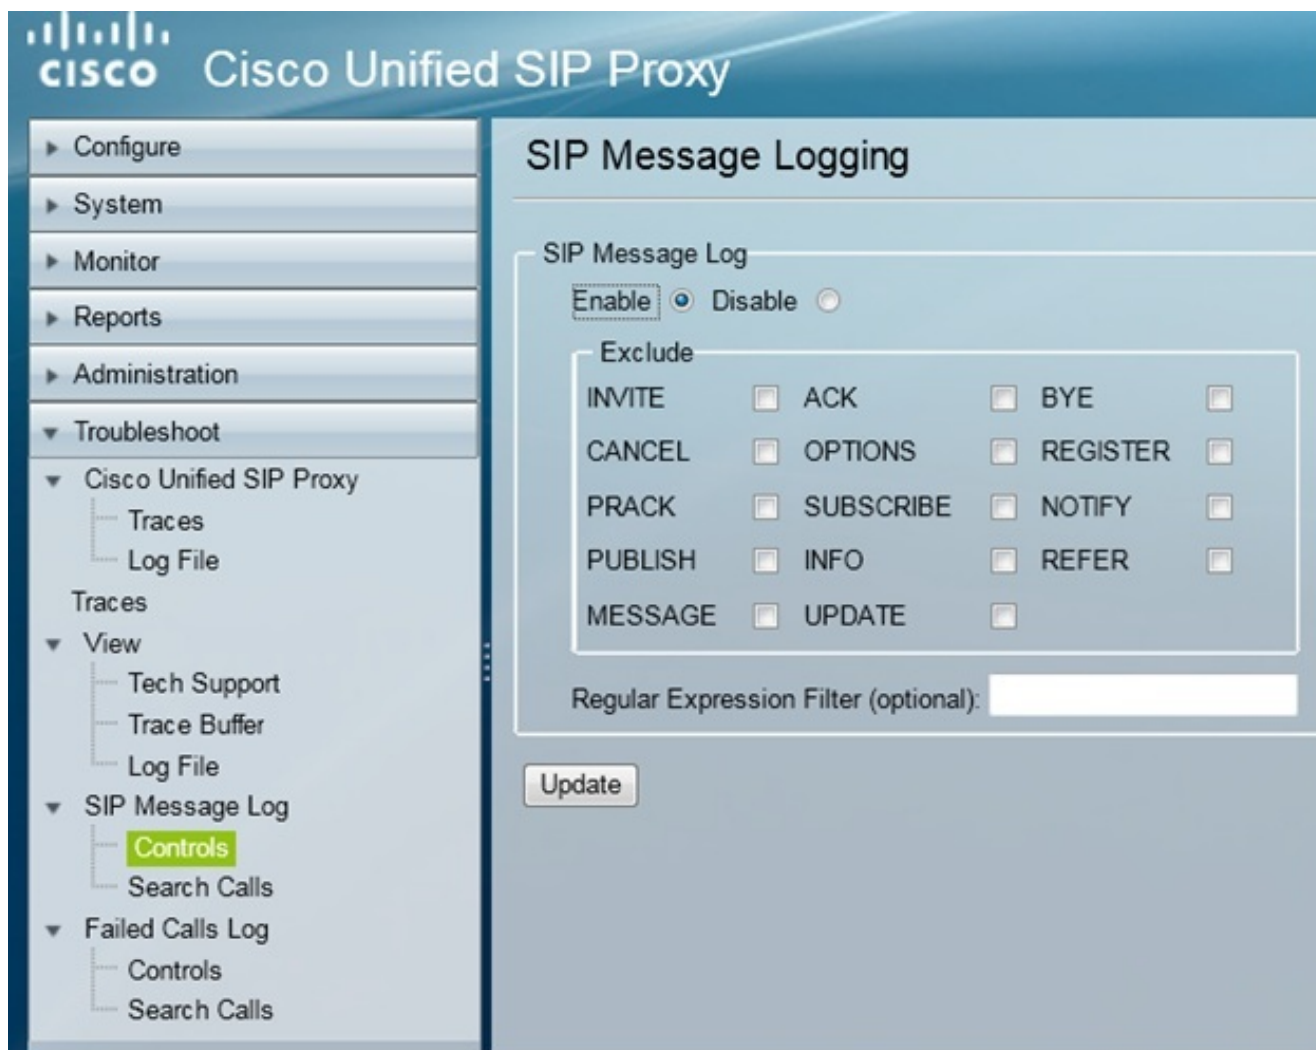 CISCO Cisco Unified SIP Proxy
Configure
System
Monitor
Reports
Administration
Troubleshoot
Cisco Unified SIP Proxy
Traces
Log File
Traces
View
Tech Support
Trace Buffer
Log File
SIP Message Log
Controls
Search Calls
Failed Calls Log
Controls
Search Calls
SIP Message Logging
SIP Message Log
Enable Disable
Exclude
INVITE ACK BYE
CANCEL OPTIONS REGISTER
PRACK SUBSCRIBE NOTIFY
PUBLISH INFO REFER
MESSAGE UPDATE
Regular Expression Filter (optional):
Update